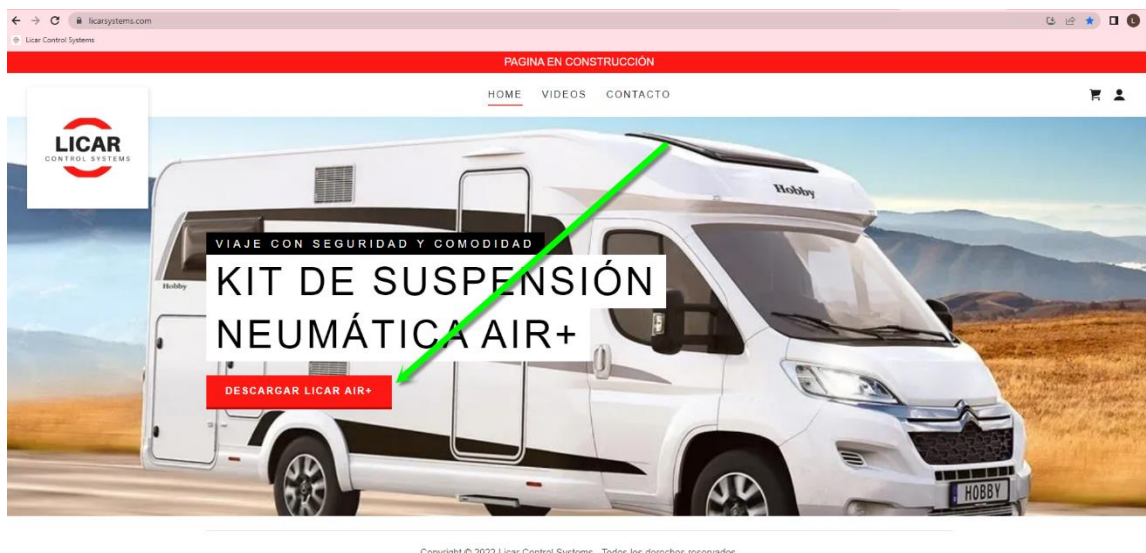 licarsystems.com
L
Licar Control Systems
PAGINA EN CONSTRUCCIÓN
HOME VIDEOS CONTACTO
LICAR
CONTROL SYSTEMS
Hobby
VIAJE CON SEGURIDAD Y COMODIDAD
KIT DE SUSPENSIÓN
Hobby
NEUMÁTICA AIR+
DESCARGAR LICAR AIR+
HOBBY
Copyright © 2022 Licar Control Systems - Todos los derechos reservados.